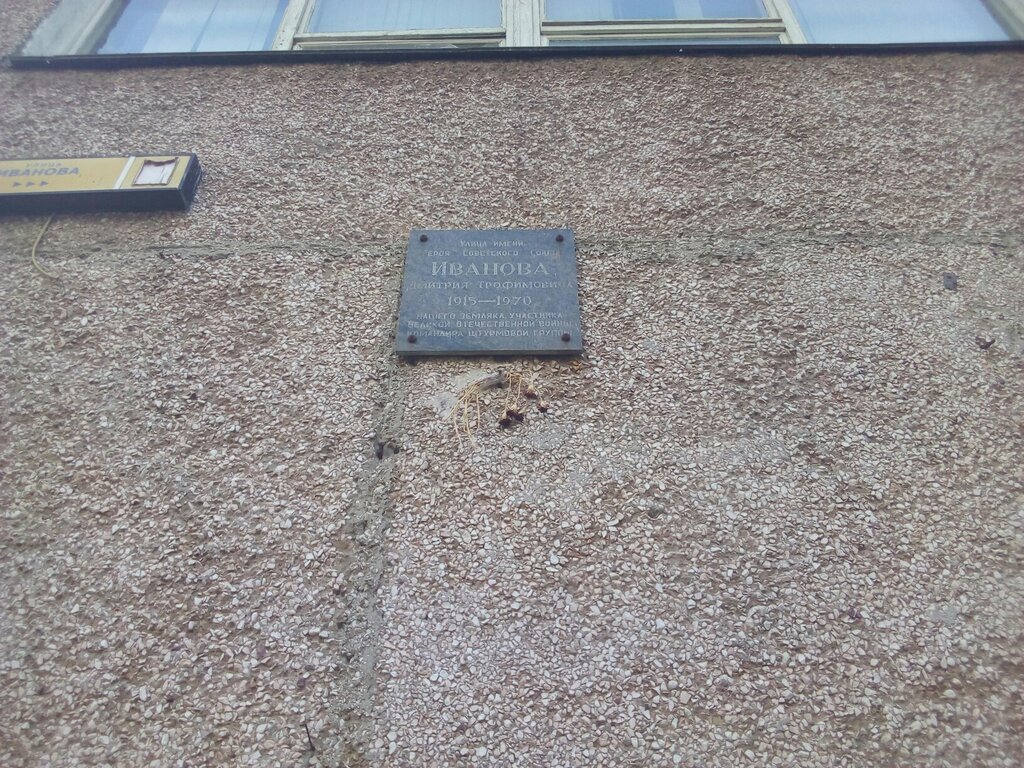 улица
ИВАНОВА
УЛИЦА ИМЕНИ
ГЕРОЯ СОВЕТСКОГО СОЮЗА
ИВАНОВА
ДМИТРИЯ ТРОФИМОВИЧА
1915—1970
НАШЕГО ЗЕМЛЯКА, УЧАСТНИКА
ВЕЛИКОЙ ОТЕЧЕСТВЕННОЙ ВОЙНЫ
КОМАНДИРА ШТУРМОВОЙ ГРУППЫ